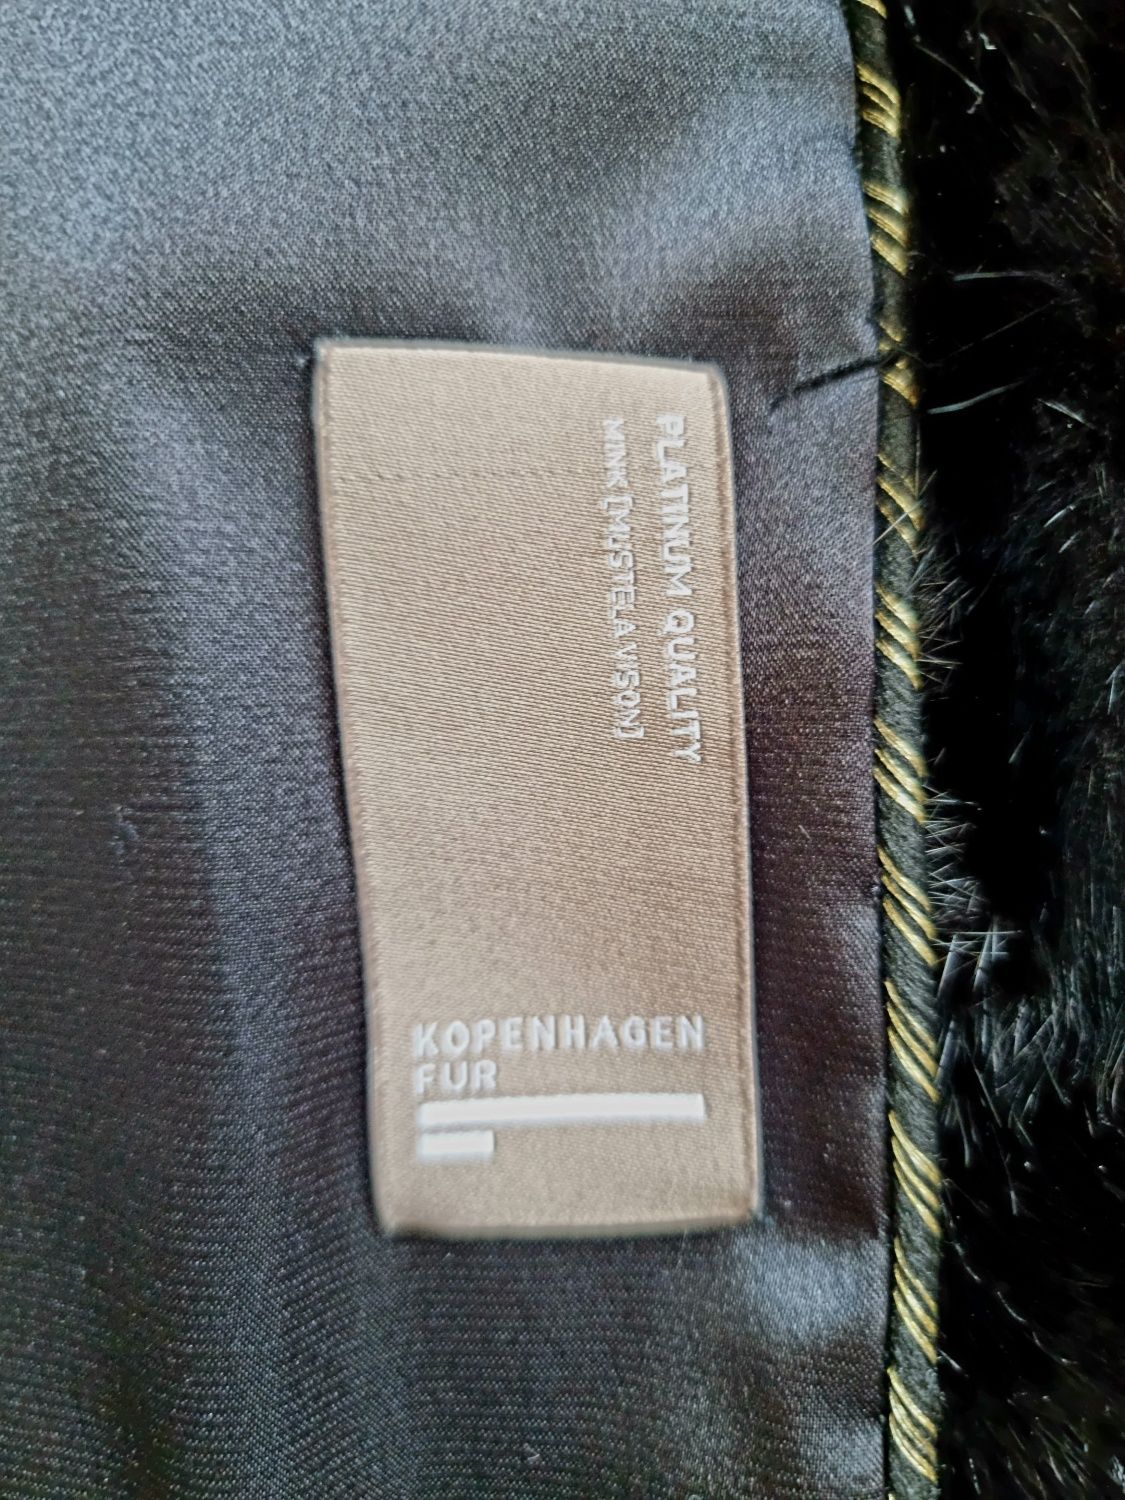 PLATINUM QUALITY
MINK [MUSTELA VISON]
KOPENHAGEN
FUR